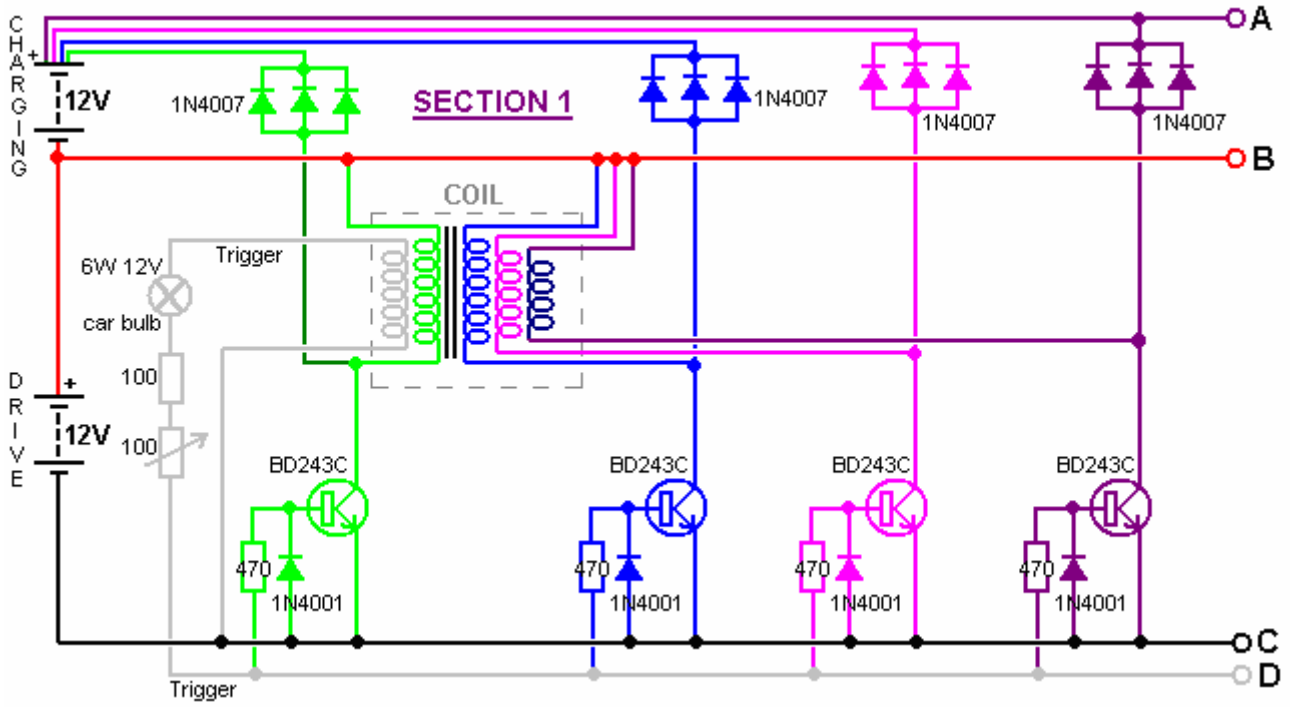 CHARGING
+
12V
1N4007
SECTION 1
1N4007
1N4007
1N4007
A
B
COIL
Trigger
6W 12V
car bulb
100
100
DRIVE
+
12V
BD243C
BD243C
BD243C
BD243C
470
470
470
470
1N4001
1N4001
1N4001
1N4001
C
D
Trigger